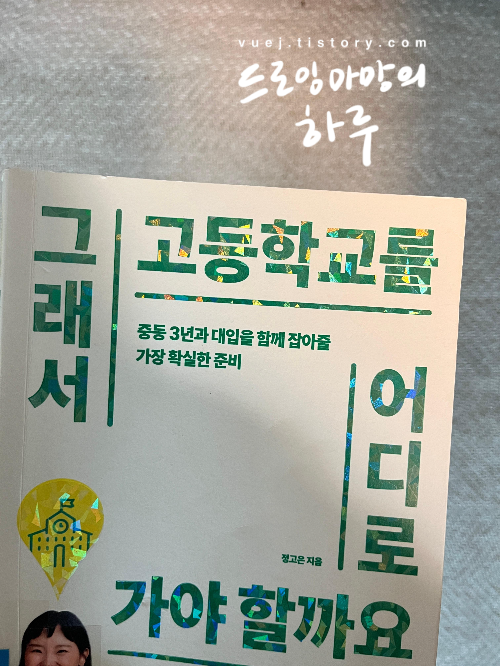 vuej.tistory.com
드로잉마망의
하루
그래서
고등학교를
중등 3년과 대입을 함께 잡아줄
가장 확실한 준비
어디로
정고은 지음
가야 할까요